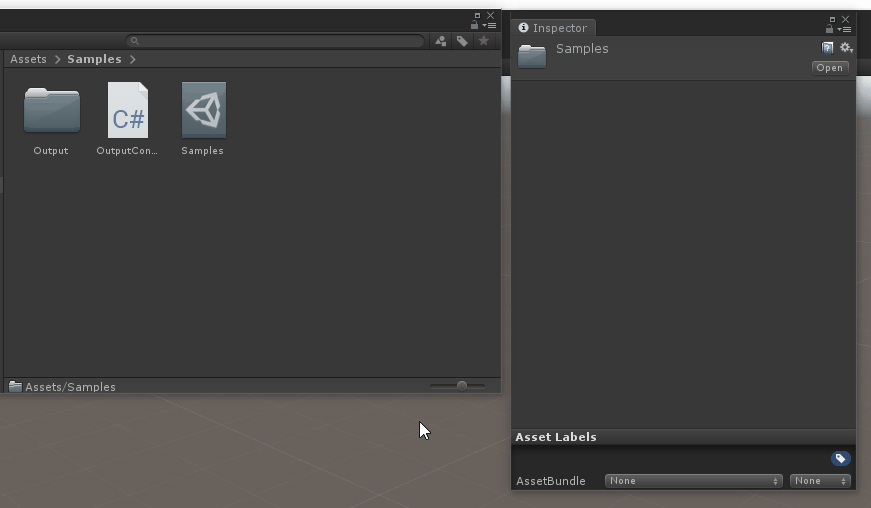 Assets > Samples >
Output
C#
OutputCon...
Samples
Assets/Samples
Inspector
Samples
Open
Asset Labels
AssetBundle
None
None